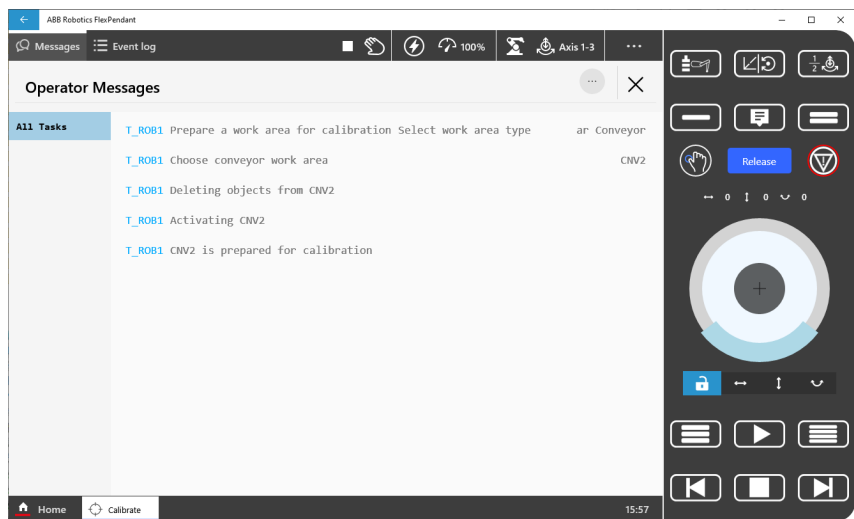 ABB Robotics FlexPendant
Messages Event log 100% Axis 1-3 ...
Operator Messages ...
All Tasks
T_ROB1 Prepare a work area for calibration Select work area type ar Conveyor
T_ROB1 Choose conveyor work area CNV2
T_ROB1 Deleting objects from CNV2
T_ROB1 Activating CNV2
T_ROB1 CNV2 is prepared for calibration
1/2
Release
0 0 0
Home Calibrate 15:57